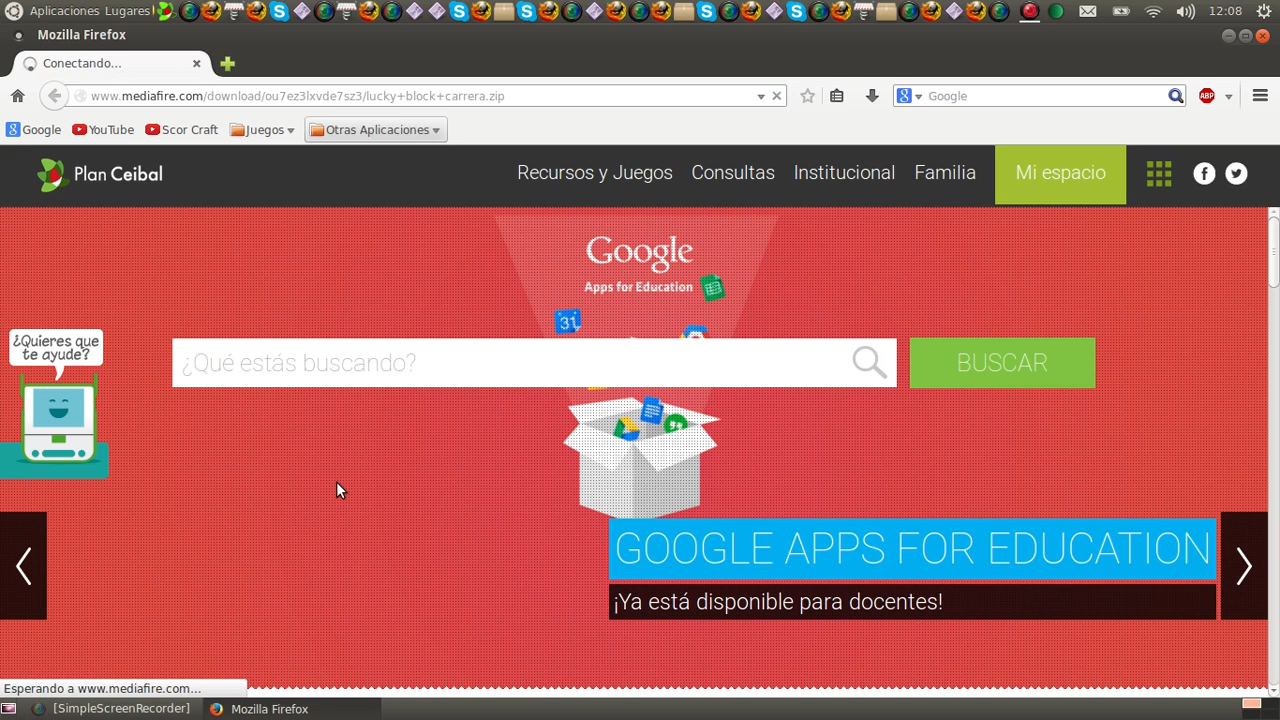 Aplicaciones Lugares
12:08
Mozilla Firefox
Conectando...
www.mediafire.com/download/ou7ez3lxvde7sz3/lucky+block+carrera.zip
Google
ABP
Google
YouTube
Scor Craft
Juegos
Otras Aplicaciones
Plan Ceibal
Recursos y Juegos
Consultas
Institucional
Familia
Mi espacio
Google
Apps for Education
31
¿Quieres que
te ayude?
¿Qué estás buscando?
BUSCAR
GOOGLE APPS FOR EDUCATION
¡Ya está disponible para docentes!
Esperando a www.mediafire.com...
[SimpleScreenRecorder]
Mozilla Firefox